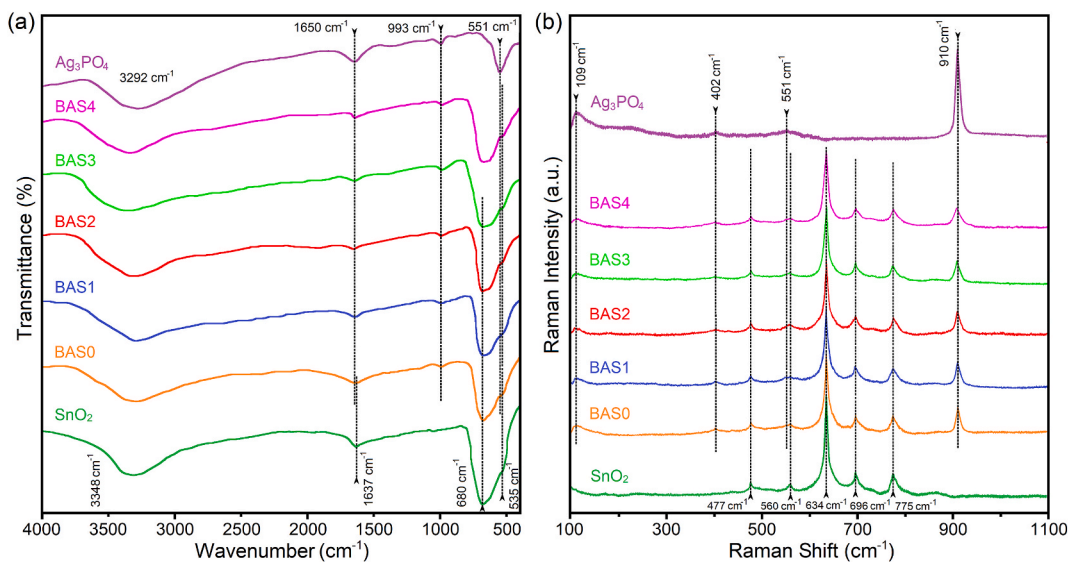 (a)
1650 cm⁻¹
993 cm⁻¹
551 cm⁻¹
Ag₃PO₄
3292 cm⁻¹
BAS4
BAS3
BAS2
BAS1
BAS0
SnO₂
3348 cm⁻¹
1637 cm⁻¹
680 cm⁻¹
535 cm⁻¹
Transmittance (%)
4000 3000 2000 1000 500
Wavenumber (cm⁻¹)
(b)
109 cm⁻¹
402 cm⁻¹
551 cm⁻¹
910 cm⁻¹
Ag₃PO₄
BAS4
BAS3
BAS2
BAS1
BAS0
SnO₂
477 cm⁻¹ 560 cm⁻¹ 634 cm⁻¹ 696 cm⁻¹ 775 cm⁻¹
Raman Intensity (a.u.)
100 300 500 700 900 1100
Raman Shift (cm⁻¹)